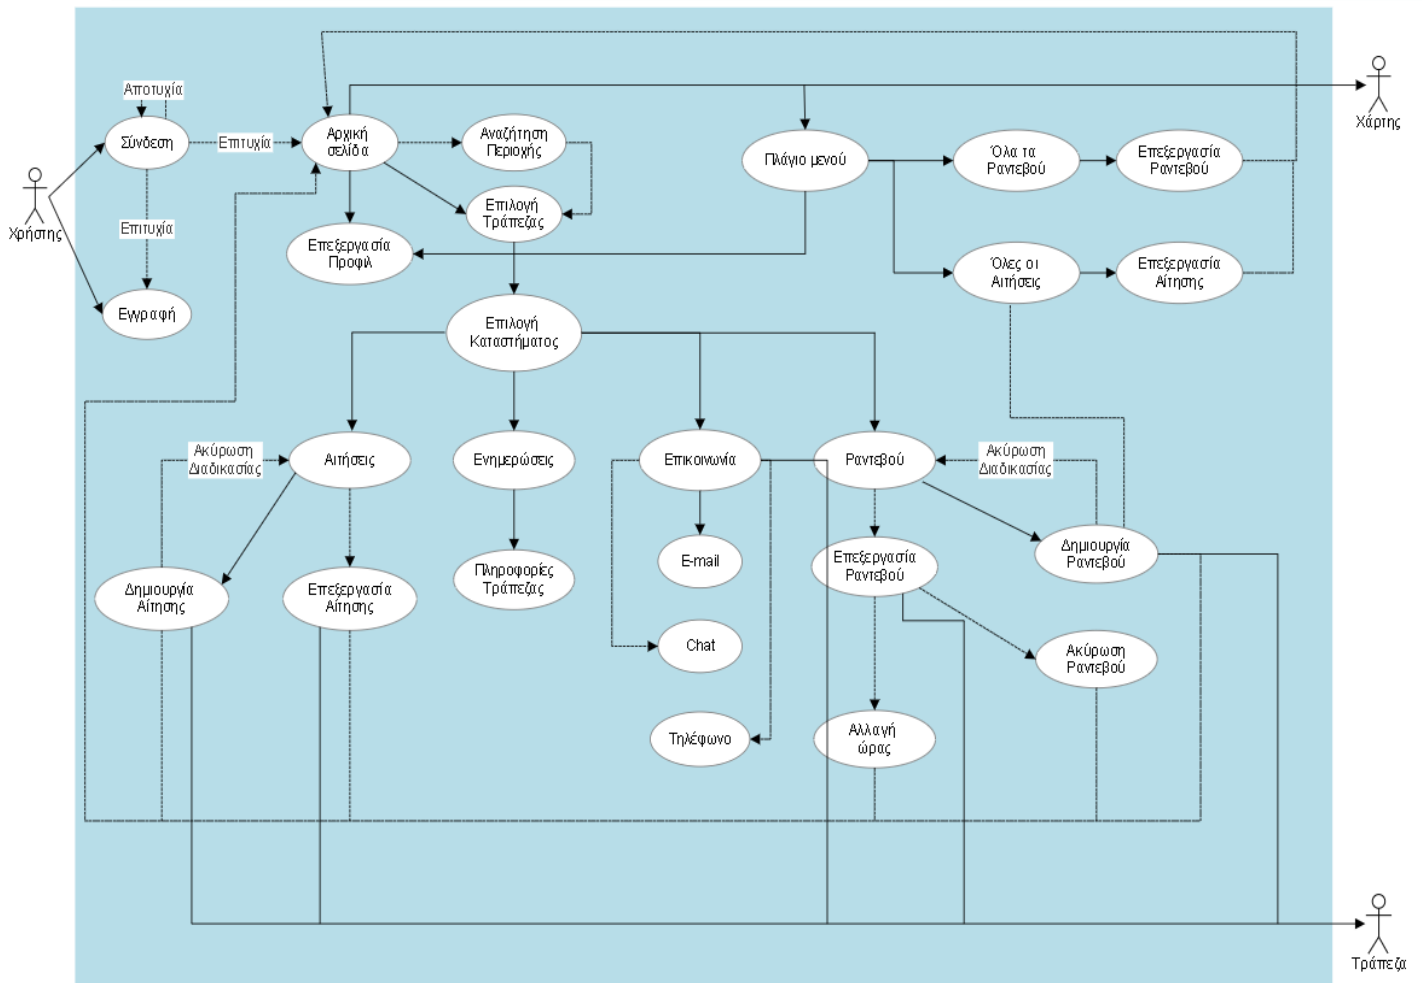 Αποτυχία
Σύνδεση
Επιτυχία
Αρχική
σελίδα
Αναζήτηση
Περιοχής
Πλάγιο μενού
Όλα τα
Ραντεβού
Επεξεργασία
Ραντεβού
Χάρτης
Χρήστης
Επιτυχία
Επιλογή
Τράπεζας
Επεξεργασία
Προφιλ
Όλες οι
Αιτήσεις
Επεξεργασία
Αίτησης
Εγγραφή
Επιλογή
Καταστήματος
Ακύρωση
Διαδικασίας
Αιτήσεις
Ενημερώσεις
Επικοινωνία
Ραντεβού
Ακύρωση
Διαδικασίας
Δημιουργία
Αίτησης
Επεξεργασία
Αίτησης
Πληροφορίες
Τράπεζας
E-mail
Επεξεργασία
Ραντεβού
Δημιουργία
Ραντεβού
Chat
Ακύρωση
Ραντεβού
Τηλέφωνο
Αλλαγή
ώρας
Τράπεζα